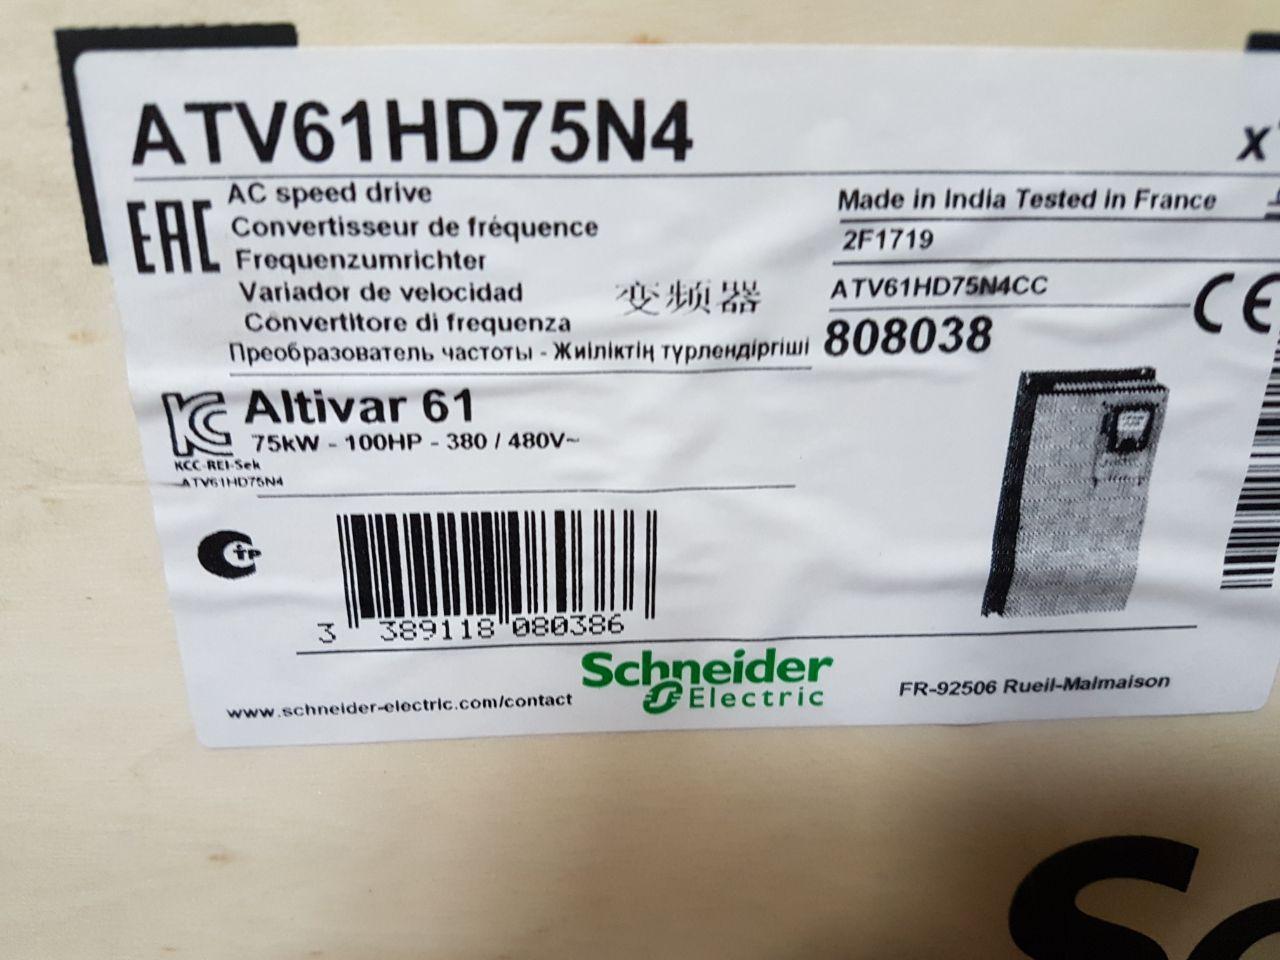 ATV61HD75N4
x
EAC
AC speed drive
Convertisseur de fréquence
Frequenzumrichter
Variador de velocidad
变频器
Convertitore di frequenza
Преобразователь частоты - Жиіліктің түрлендіргіші
Made in India Tested in France
2F1719
ATV61HD75N4CC
CE
808038
KC
Altivar 61
75kW - 100HP - 380 / 480V~
KCC-REI-Sek
ATV61HD75N4
3 389118 080386
Schneider
Electric
www.schneider-electric.com/contact
FR-92506 Rueil-Malmaison